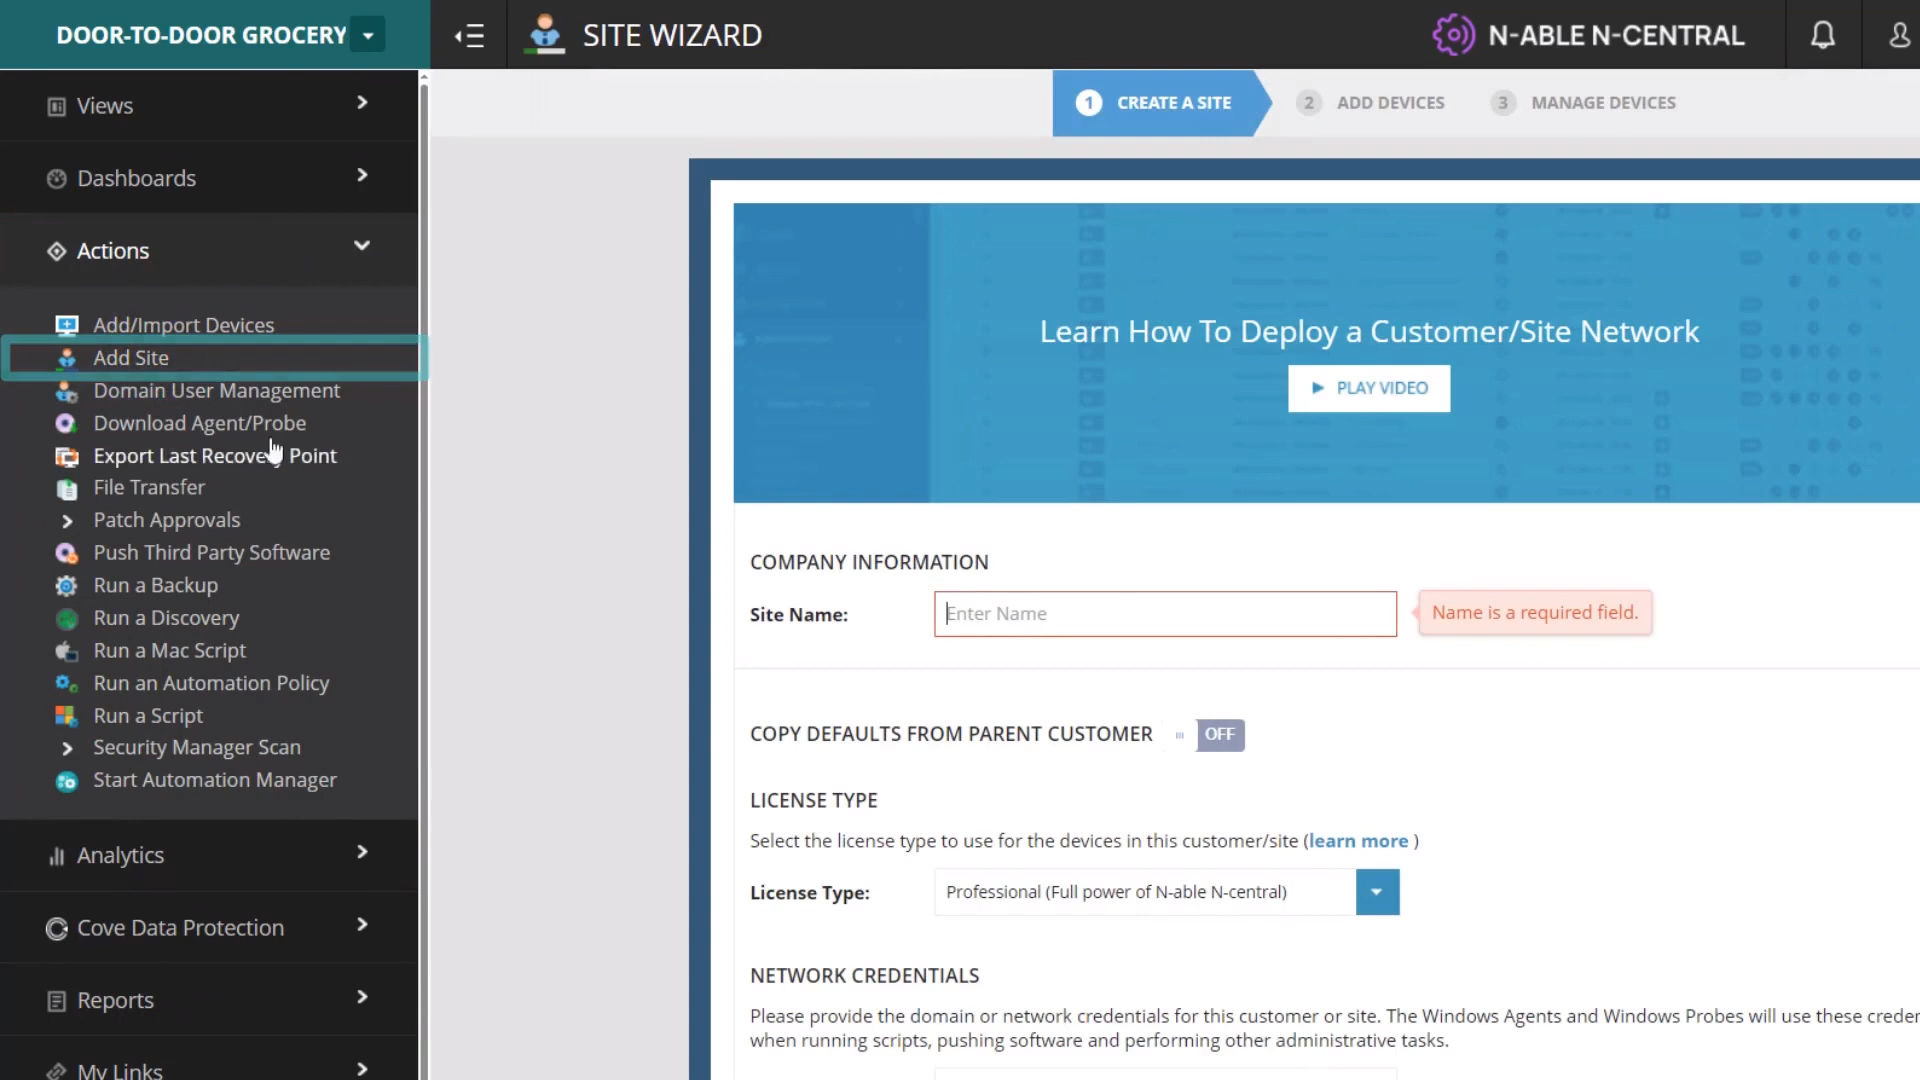 DOOR-TO-DOOR GROCERY
SITE WIZARD
N-ABLE N-CENTRAL
Views
Dashboards
Actions
Add/Import Devices
Add Site
Domain User Management
Download Agent/Probe
Export Last Recovery Point
File Transfer
Patch Approvals
Push Third Party Software
Run a Backup
Run a Discovery
Run a Mac Script
Run an Automation Policy
Run a Script
Security Manager Scan
Start Automation Manager
Analytics
Cove Data Protection
Reports
My Links
1 CREATE A SITE
2 ADD DEVICES
3 MANAGE DEVICES
Learn How To Deploy a Customer/Site Network
PLAY VIDEO
COMPANY INFORMATION
Site Name:
Enter Name
Name is a required field.
COPY DEFAULTS FROM PARENT CUSTOMER
OFF
LICENSE TYPE
Select the license type to use for the devices in this customer/site (learn more )
License Type:
Professional (Full power of N-able N-central)
NETWORK CREDENTIALS
Please provide the domain or network credentials for this customer or site. The Windows Agents and Windows Probes will use these
when running scripts, pushing software and performing other administrative tasks.